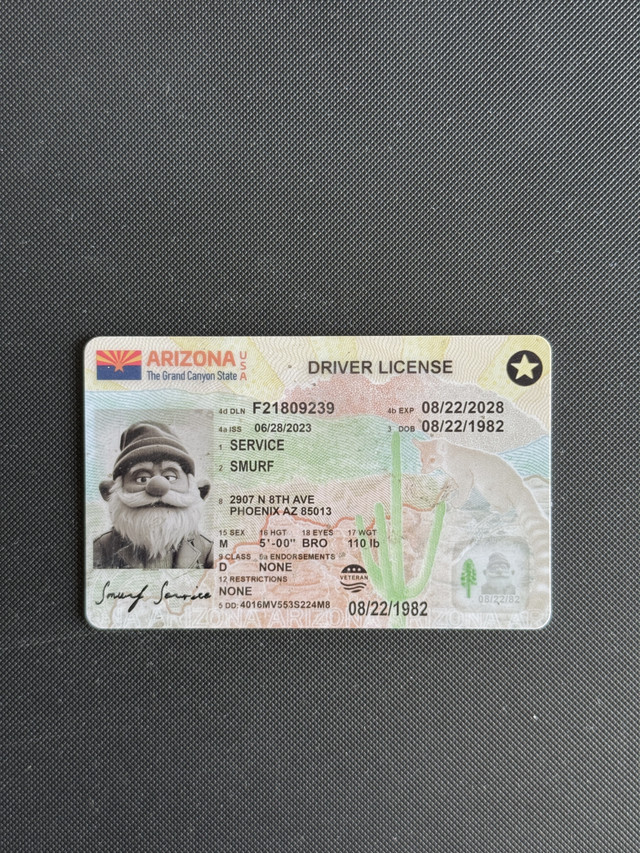 ARIZONA USA
The Grand Canyon State
DRIVER LICENSE
4d DLN F21809239 4b EXP 08/22/2028
4a ISS 06/28/2023 3 DOB 08/22/1982
1 SERVICE
2 SMURF
8 2907 N 8TH AVE
PHOENIX AZ 85013
15 SEX 16 HGT 18 EYES 17 WGT
M 5'-00" BRO 110 lb
9 CLASS 9a ENDORSEMENTS
D NONE
VETERAN
12 RESTRICTIONS
NONE
Smurf Service
5 DD: 4016MV553S224M8 08/22/1982
08/22/82